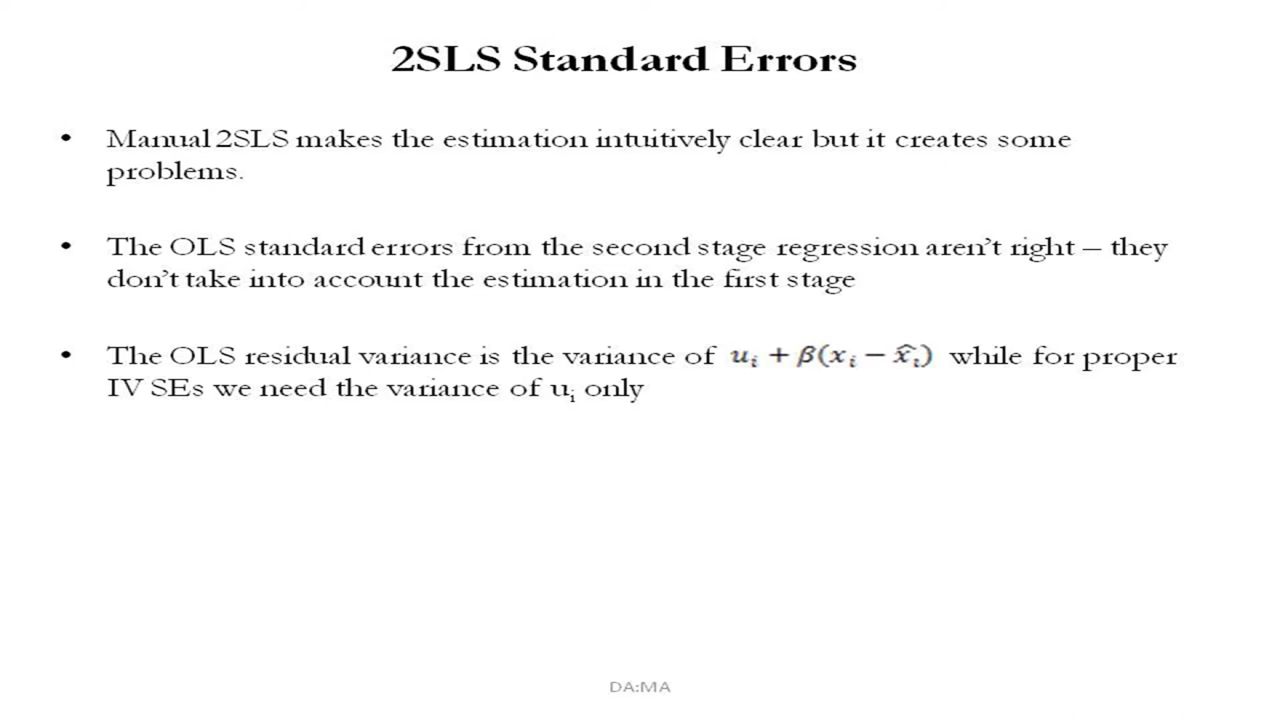 2SLS Standard Errors
• Manual 2SLS makes the estimation intuitively clear but it creates some
problems.
• The OLS standard errors from the second stage regression aren’t right – they
don’t take into account the estimation in the first stage
• The OLS residual variance is the variance of uᵢ + β(xᵢ − x̂ᵢ) while for proper
IV SEs we need the variance of uᵢ only
DA:MA